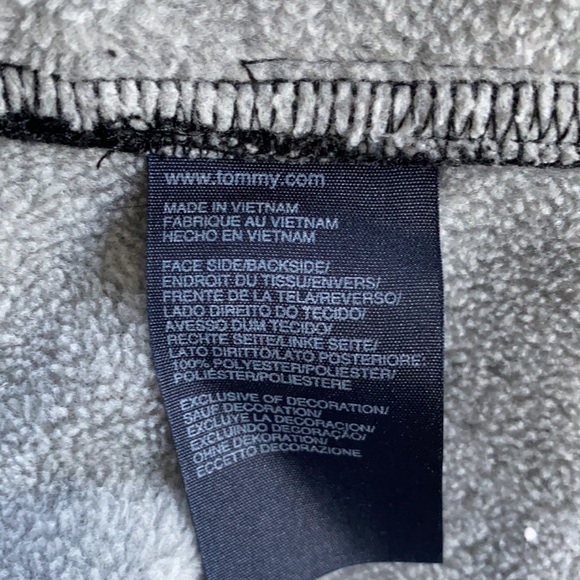 www.tommy.com
MADE IN VIETNAM
FABRIQUE AU VIETNAM
HECHO EN VIETNAM
FACE SIDE/BACKSIDE/
ENDROIT DU TISSU/ENVERS/
FRENTE DE LA TELA/REVERSO/
LADO DIREITO DO TECIDO/
AVESSO DUM TECIDO/
RECHTE SEITE/LINKE SEITE/
LATO DIRITTO/LATO POSTERIORE
100% POLYESTER/POLIESTER/
POLIESTER/POLIESTERE
EXCLUSIVE OF DECORATION/
SAUF DECORATION/
EXCLUYE LA DECORACION/
EXCLUINDO DECORAÇÃO/
OHNE DEKORATION/
ECCETTO DECORAZIONE